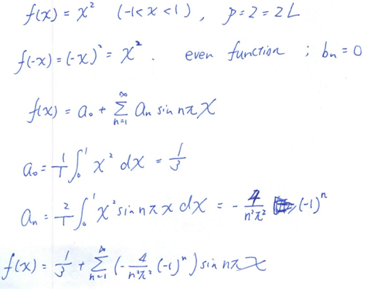 f(x) = x² (-1<x<1), p=2=2L
f(-x)=(-x)²=x². even function ; bn=0
f(x) = a₀ + ∑_{n=1}^{∞} an sin nπx
a₀ = 1/1 ∫₀¹ x² dx = 1/3
an = 2/1 ∫₀¹ x² sin nπx dx = - 4/n²π² (-1)ⁿ
f(x) = 1/3 + ∑_{n=1}^{∞} (- 4/n²π² (-1)ⁿ) sin nπx